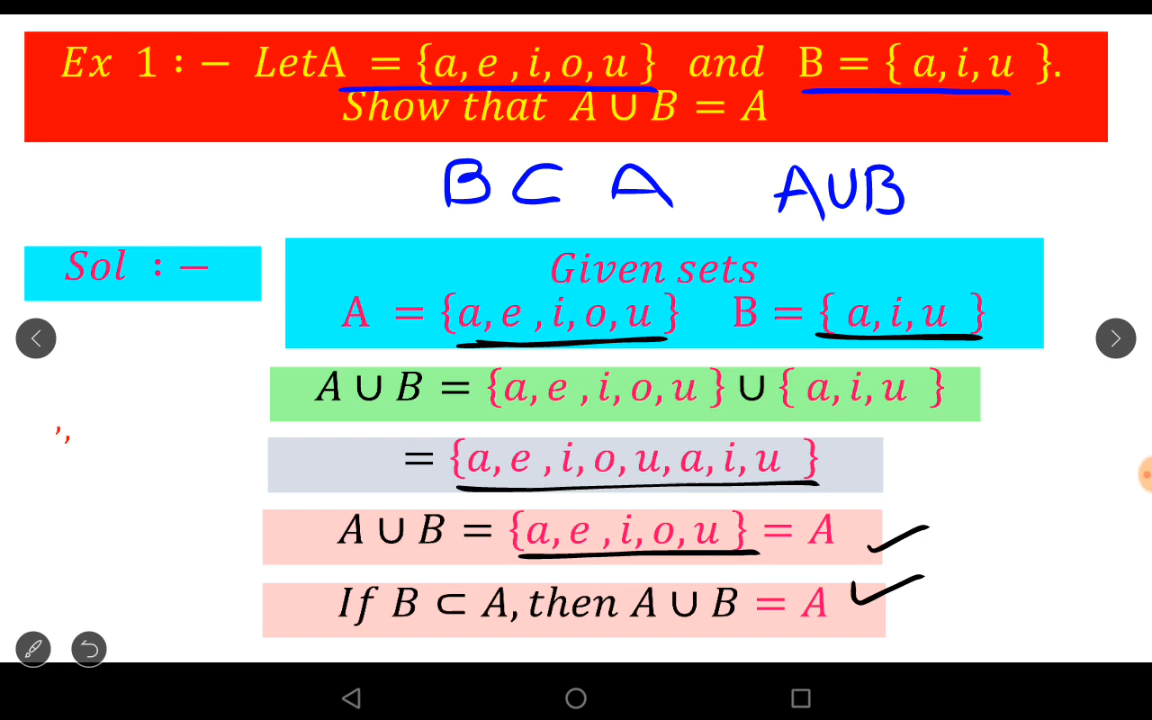 Ex 1 : − LetA = {a, e , i, o, u } and B = { a, i, u }.
Show that A ∪ B = A
B ⊂ A A∪B
Sol : −
Given sets
A = {a, e , i, o, u } B = { a, i, u }
A ∪ B = {a, e , i, o, u } ∪ { a, i, u }
= {a, e , i, o, u, a, i, u }
A ∪ B = {a, e , i, o, u } = A
If B ⊂ A, then A ∪ B = A